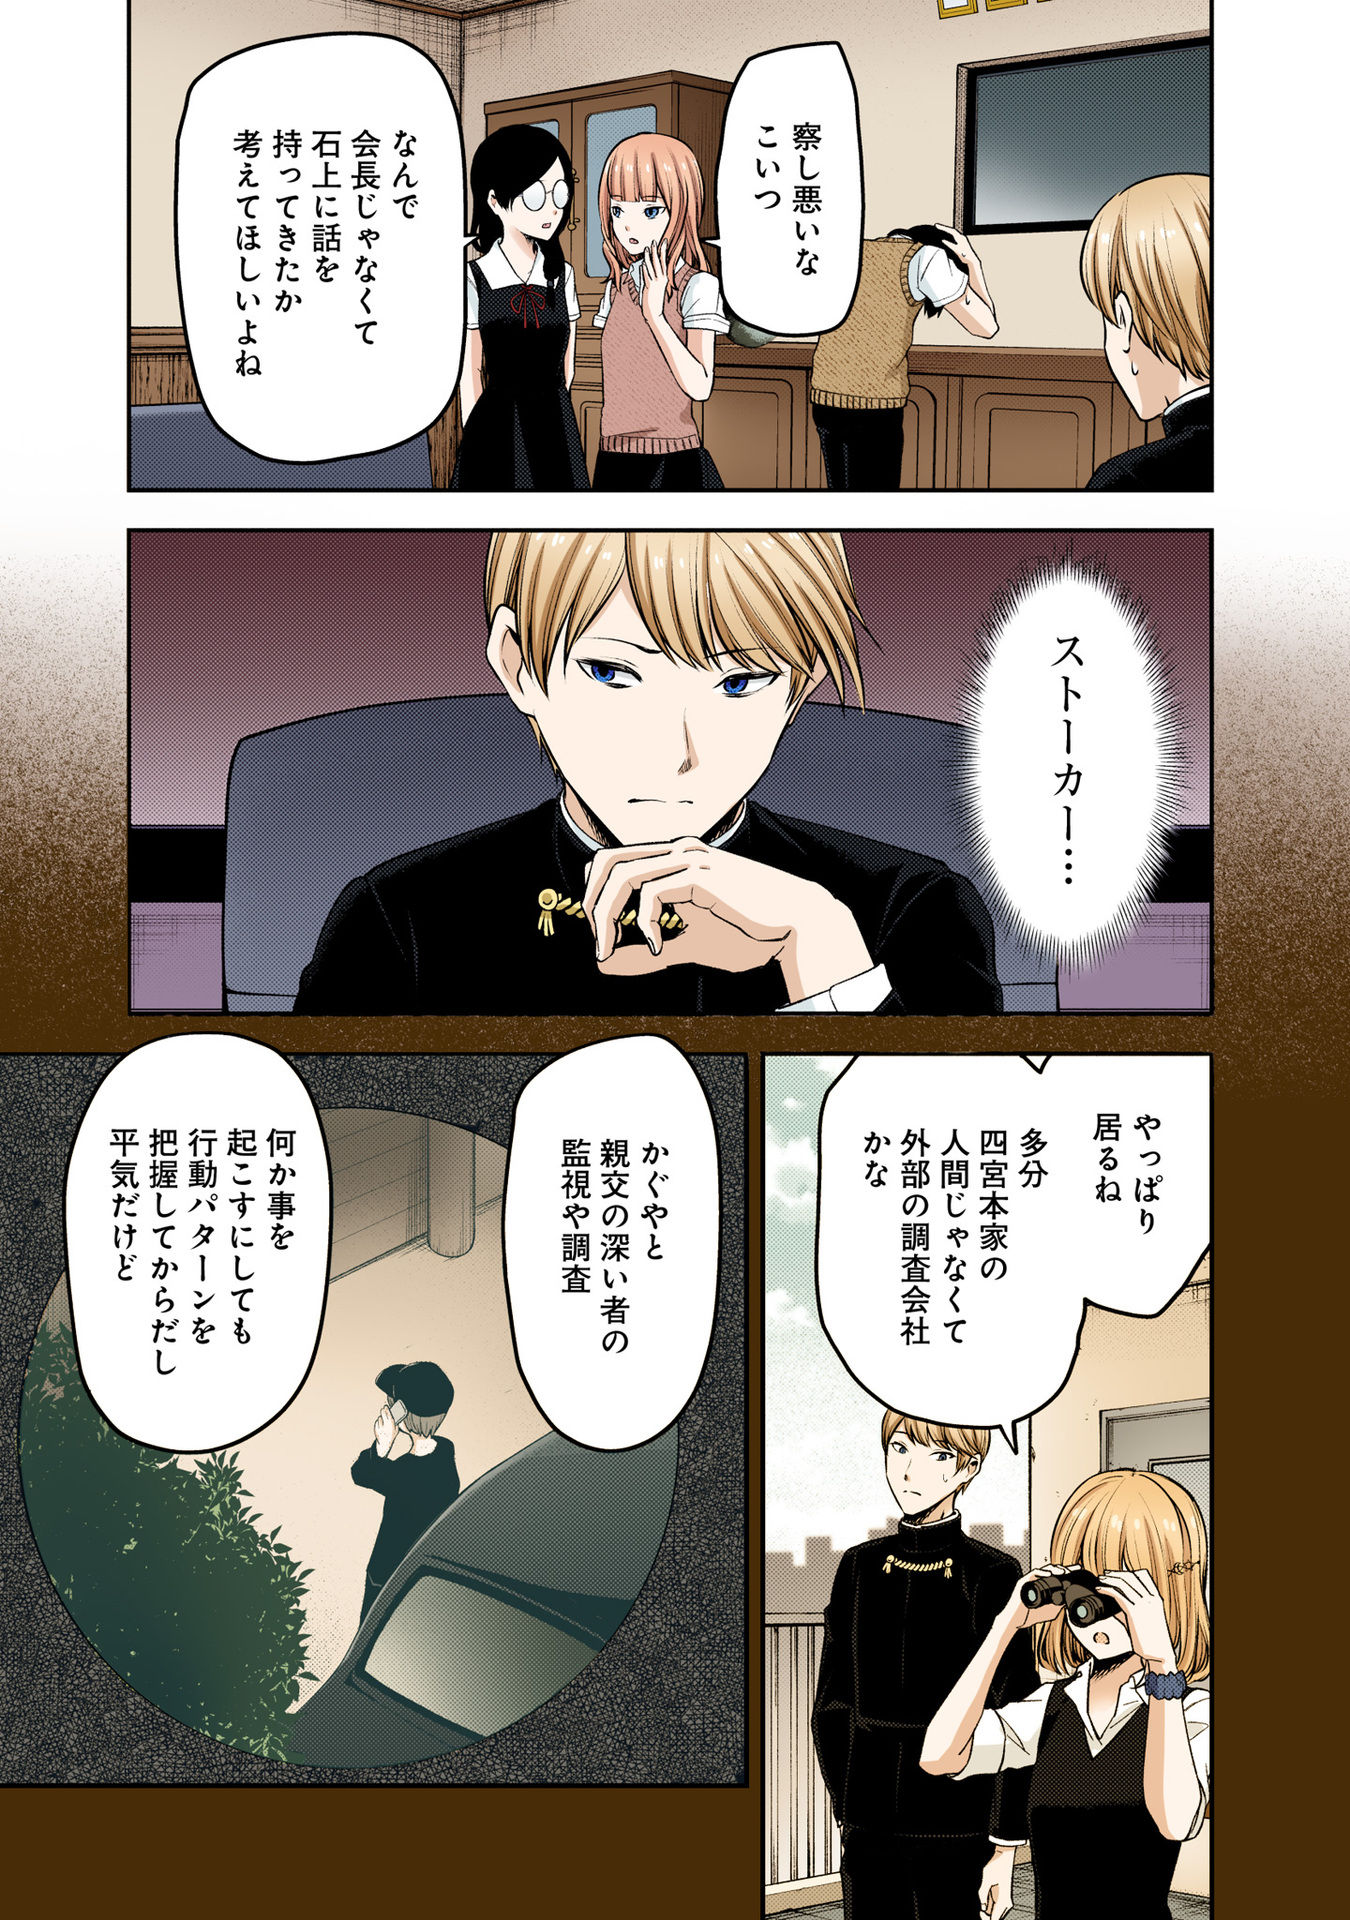 察し悪いな
こいつ
なんで
会長じゃなくて
石上に話を
持ってきたか
考えてほしいよね
ストーカー…
やっぱり
居るね
多分
四宮本家の
人間じゃなくて
外部の調査会社
かな
かぐやと
親交の深い者の
監視や調査
何か事を
起こすにしても
行動パターンを
把握してからだし
平気だけど